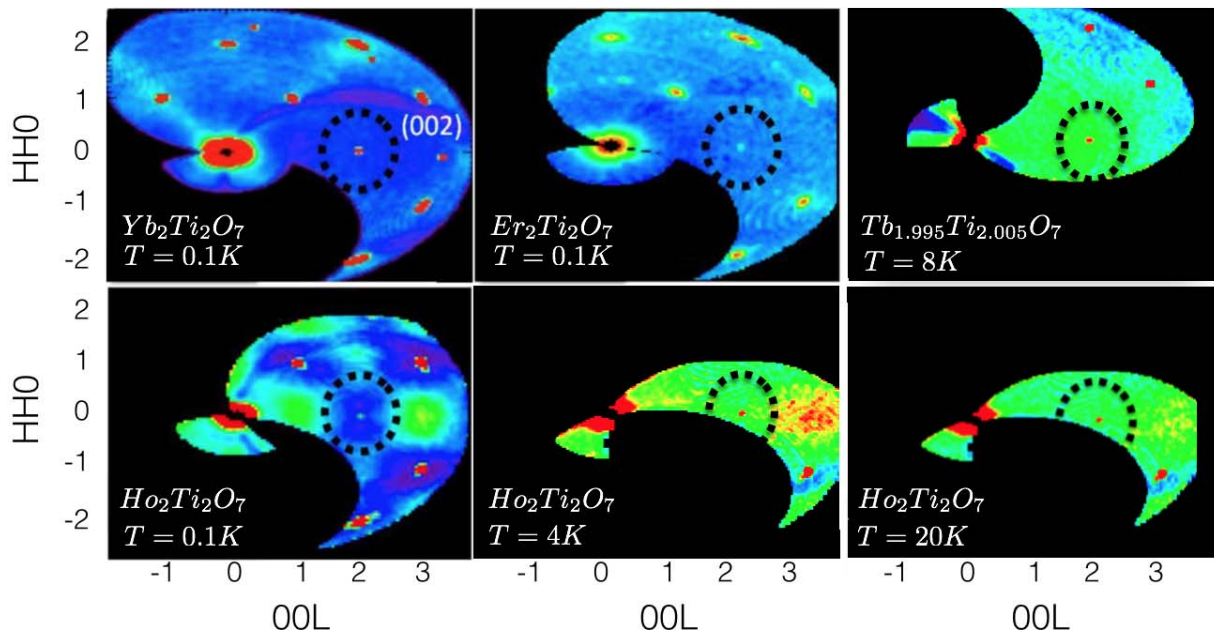 2
1
0
-1
-2
HH0
(002)
Yb₂Ti₂O₇
T = 0.1K
Er₂Ti₂O₇
T = 0.1K
Tb₁.₉₉₅Ti₂.₀₀₅O₇
T = 8K
2
1
0
-1
-2
HH0
Ho₂Ti₂O₇
T = 0.1K
Ho₂Ti₂O₇
T = 4K
Ho₂Ti₂O₇
T = 20K
-1 0 1 2 3
-1 0 1 2 3
-1 0 1 2 3
00L
00L
00L